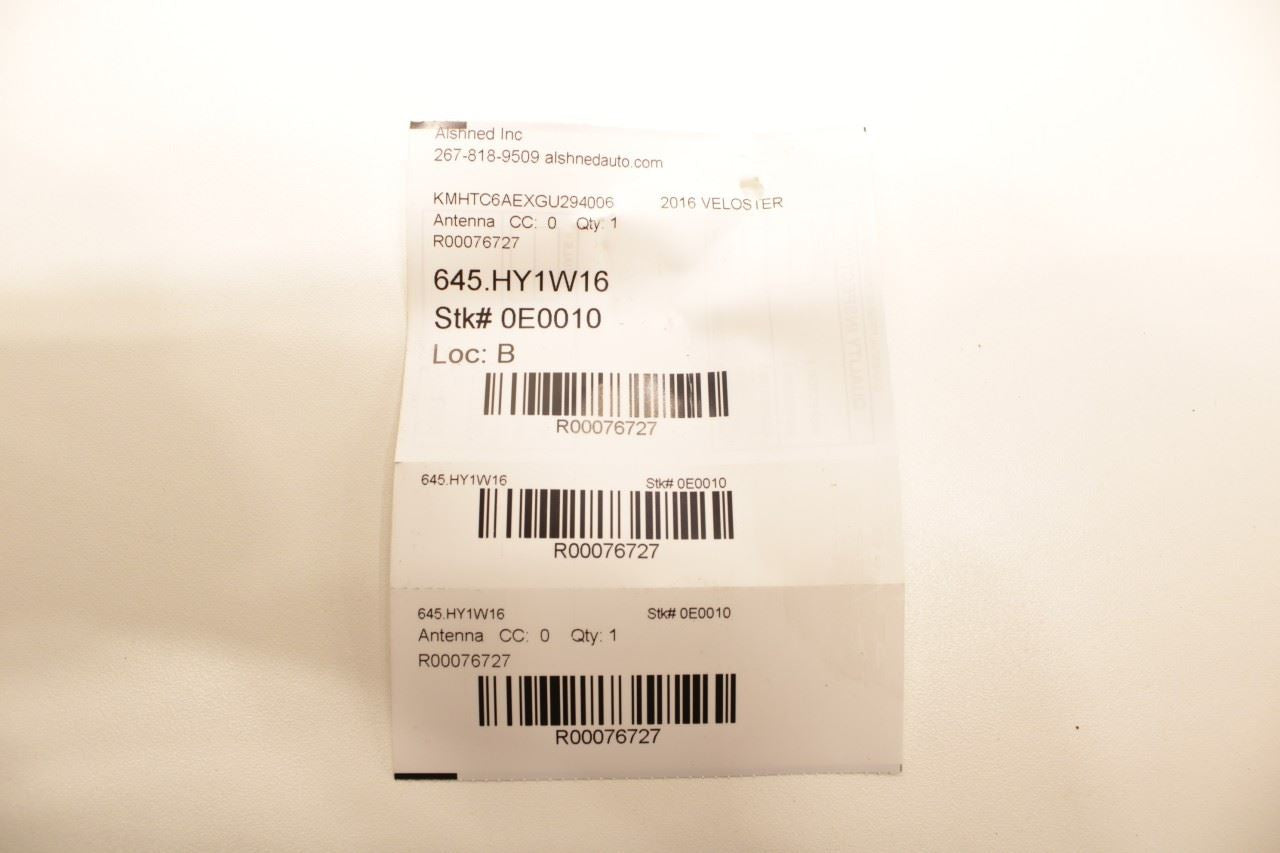 Alshned Inc
267-818-9509 alshnedauto.com
KMHTC6AEXGU294006 2016 VELOSTER
Antenna CC: 0 Qty: 1
R00076727
645.HY1W16
Stk# 0E0010
Loc: B
R00076727
645.HY1W16 Stk# 0E0010
R00076727
645.HY1W16 Stk# 0E0010
Antenna CC: 0 Qty: 1
R00076727
R00076727